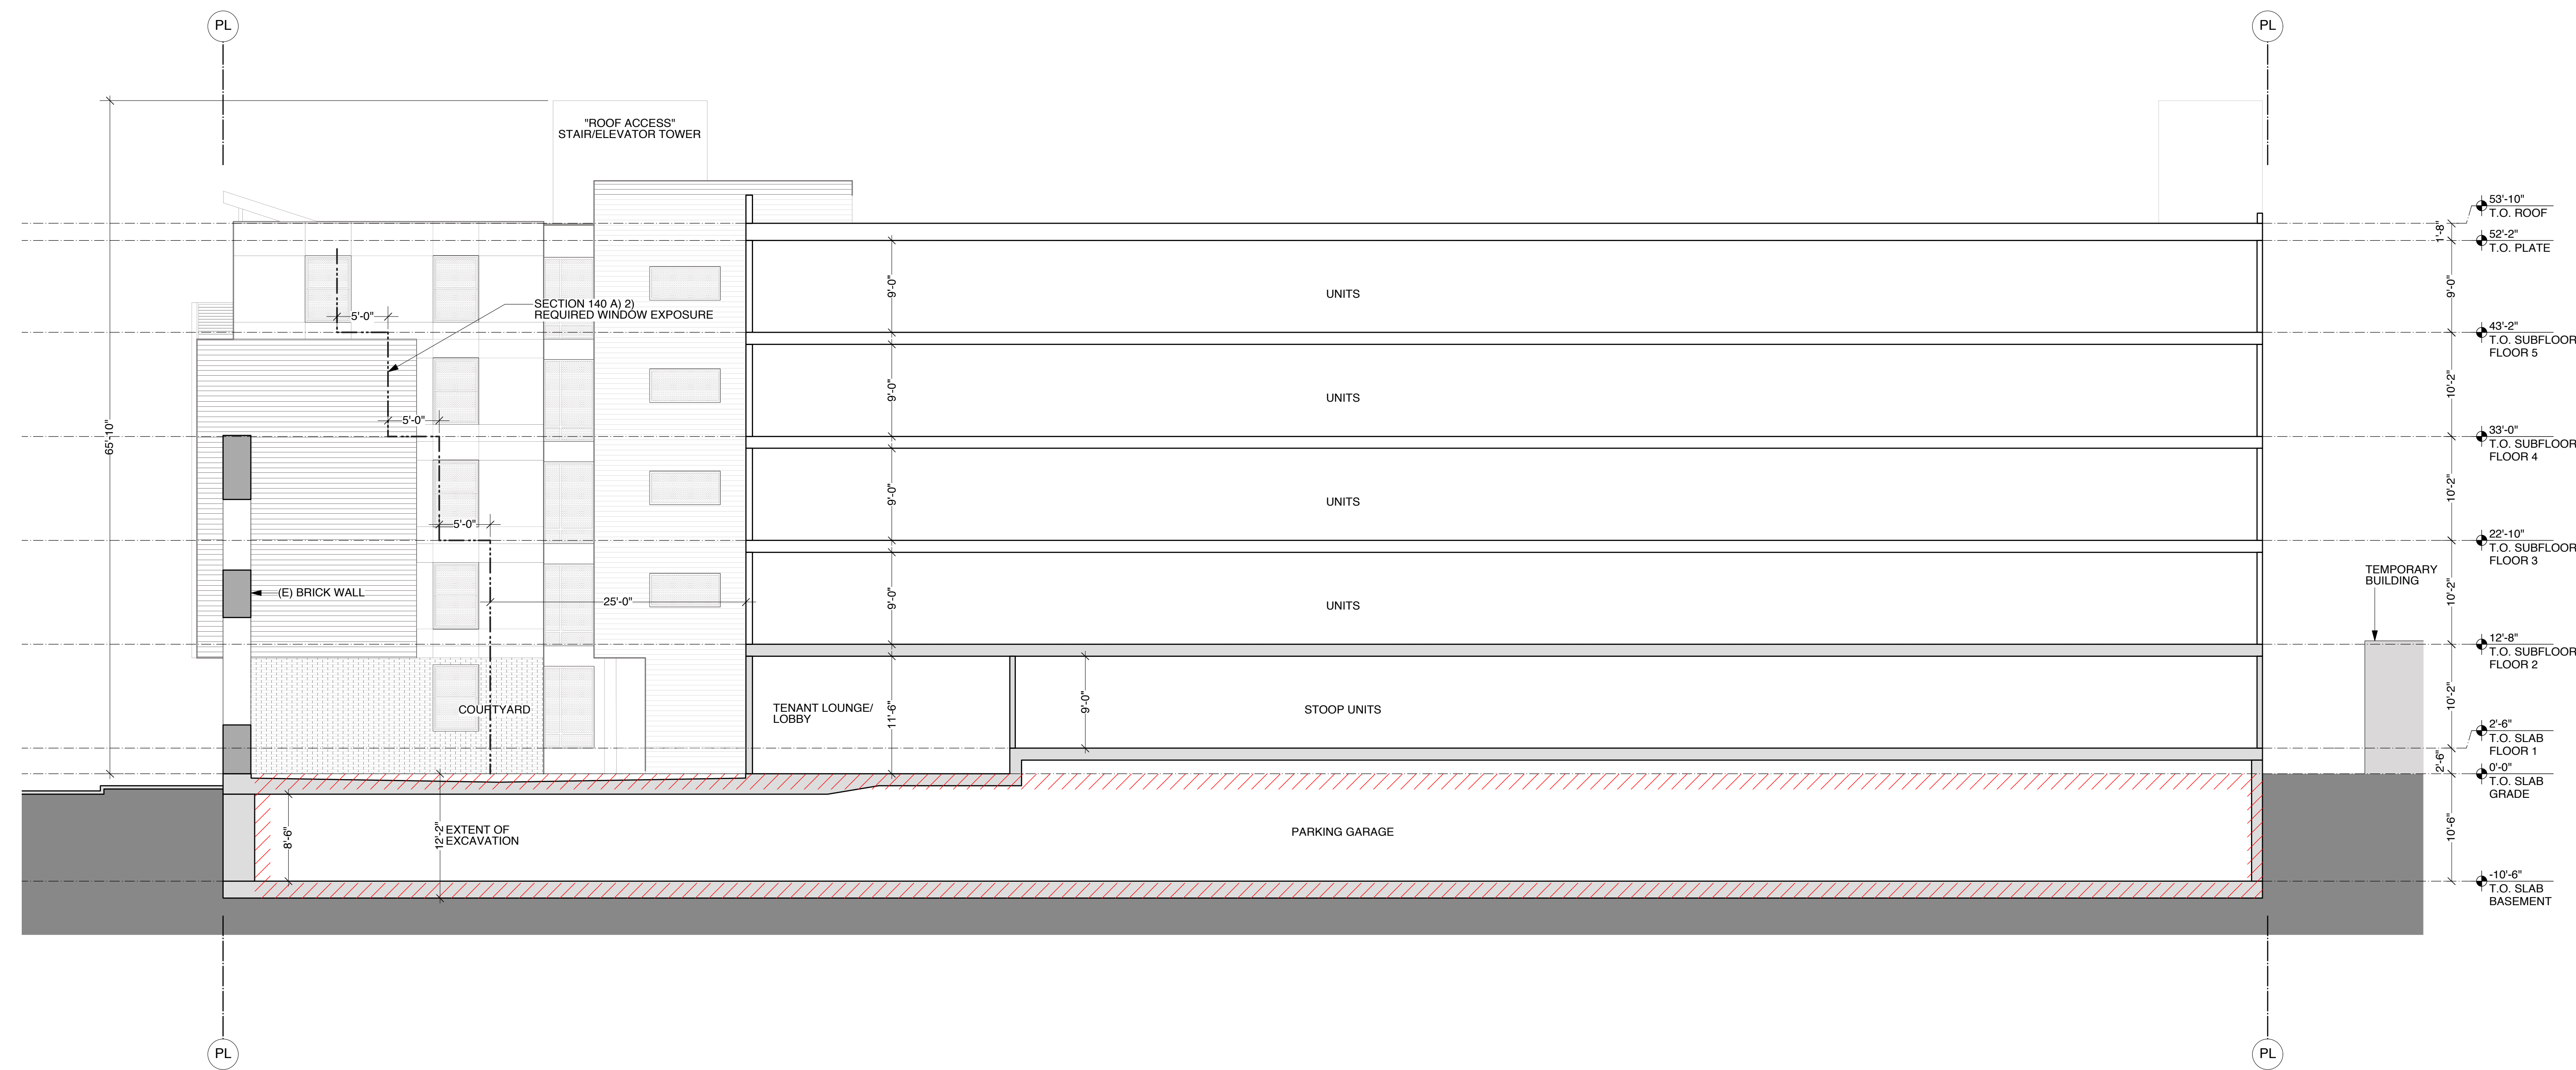 PL
PL
"ROOF ACCESS"
STAIR/ELEVATOR TOWER
53'-10"
T.O. ROOF
1'-8"
52'-2"
T.O. PLATE
9'-0"
UNITS
9'-0"
SECTION 140 A) 2)
REQUIRED WINDOW EXPOSURE
5'-0"
43'-2"
T.O. SUBFLOOR
FLOOR 5
9'-0"
UNITS
10'-2"
5'-0"
65'-10"
33'-0"
T.O. SUBFLOOR
FLOOR 4
9'-0"
UNITS
10'-2"
5'-0"
22'-10"
T.O. SUBFLOOR
FLOOR 3
TEMPORARY
BUILDING
(E) BRICK WALL
25'-0"
9'-0"
UNITS
10'-2"
12'-8"
T.O. SUBFLOOR
FLOOR 2
COURTYARD
TENANT LOUNGE/
LOBBY
11'-6"
9'-0"
STOOP UNITS
10'-2"
2'-6"
T.O. SLAB
FLOOR 1
2'-6"
0'-0"
T.O. SLAB
GRADE
8'-6"
12'-2"
EXTENT OF
EXCAVATION
PARKING GARAGE
10'-6"
-10'-6"
T.O. SLAB
BASEMENT
PL
PL